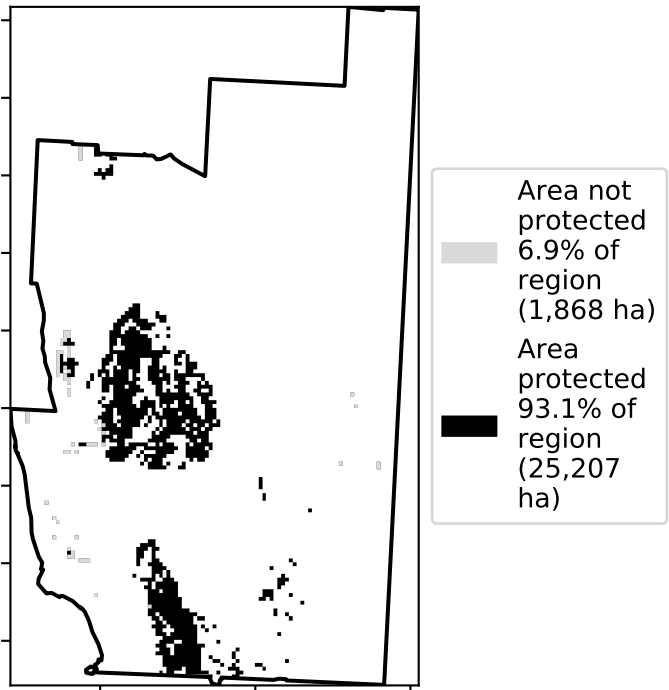 Area not
protected
6.9% of
region
(1,868 ha)
Area
protected
93.1% of
region
(25,207
ha)